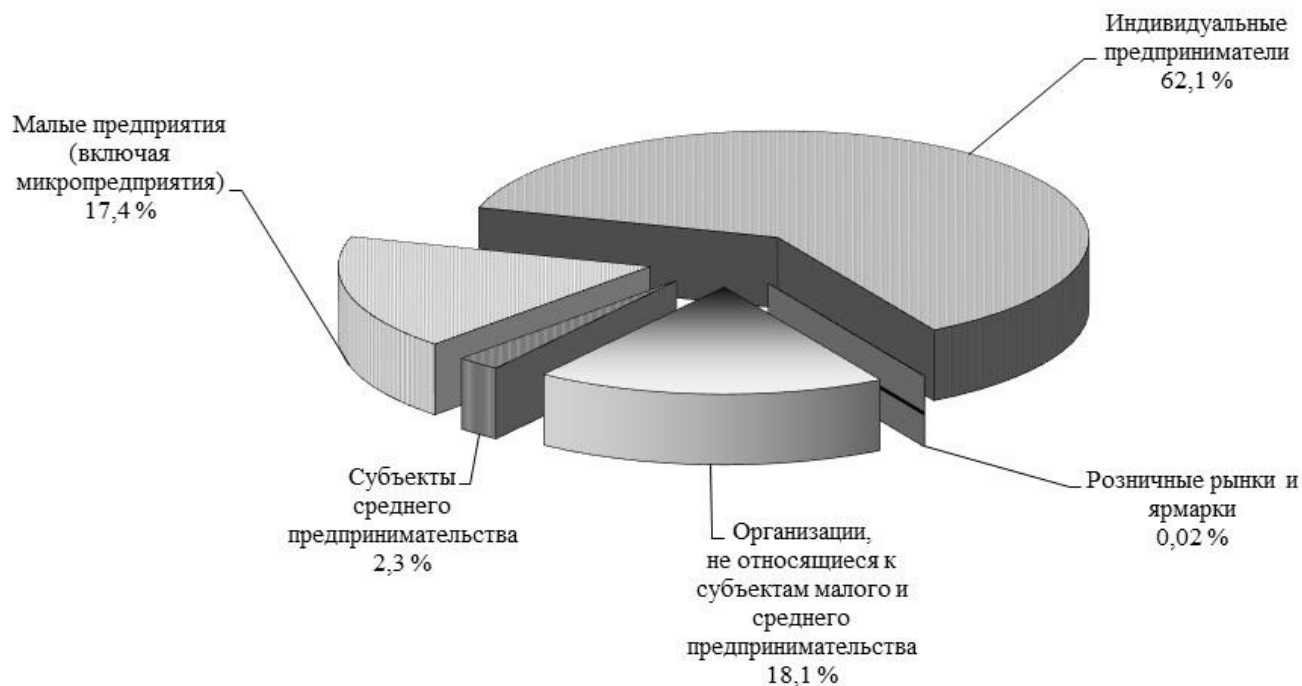 Индивидуальные
предприниматели
62,1 %
Малые предприятия
(включая
микропредприятия)
17,4 %
Субъекты
среднего
предпринимательства
2,3 %
Организации,
не относящиеся к
субъектам малого и
среднего
предпринимательства
18,1 %
Розничные рынки и
ярмарки
0,02 %